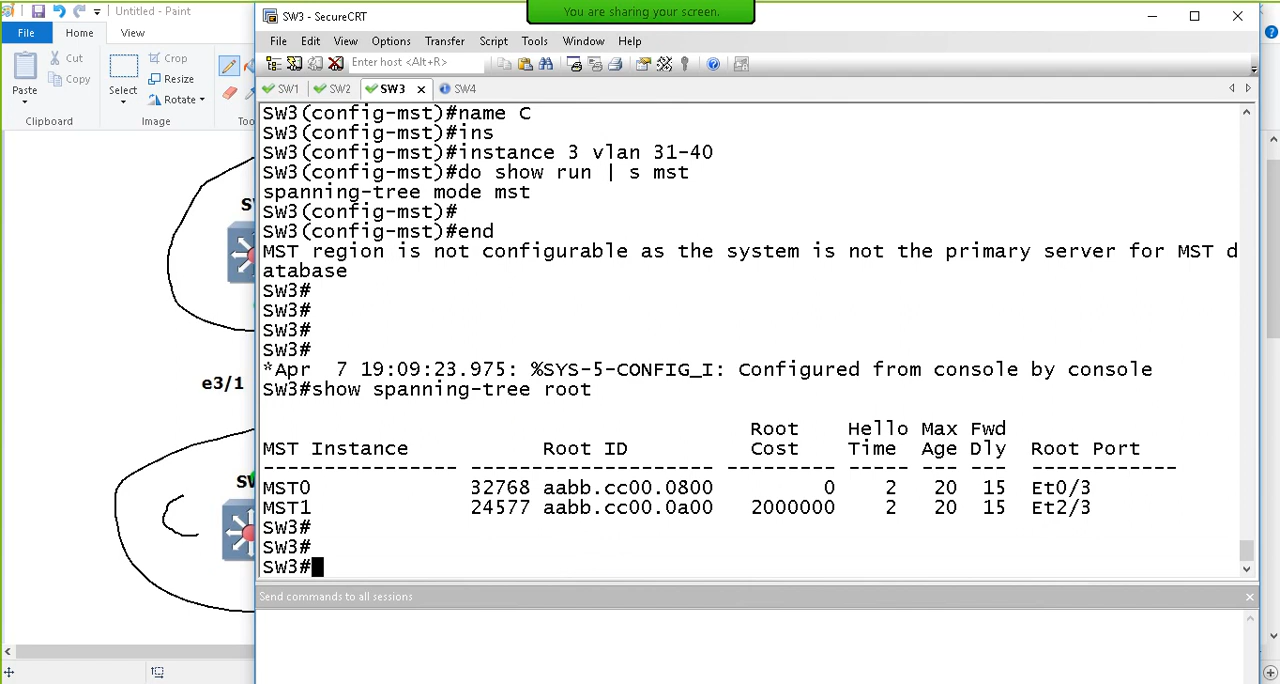 You are sharing your screen.
Untitled - Paint
File Home View
Paste
Cut
Copy
Clipboard
Select
Crop
Resize
Rotate
Image
Too
e3/1
SW3 - SecureCRT
File Edit View Options Transfer Script Tools Window Help
Enter host <Alt+R>
SW1 SW2 SW3 SW4
SW3(config-mst)#name C
SW3(config-mst)#ins
SW3(config-mst)#instance 3 vlan 31-40
SW3(config-mst)#do show run | s mst
spanning-tree mode mst
SW3(config-mst)#
SW3(config-mst)#end
MST region is not configurable as the system is not the primary server for MST d
atabase
SW3#
SW3#
SW3#
SW3#
*Apr  7 19:09:23.975: %SYS-5-CONFIG_I: Configured from console by console
SW3#show spanning-tree root
Root Hello Max Fwd
MST Instance Root ID Cost Time Age Dly Root Port
---------------- -------------------- --------- ----- --- --- ------------
MST0 32768 aabb.cc00.0800 0 2 20 15 Et0/3
MST1 24577 aabb.cc00.0a00 2000000 2 20 15 Et2/3
SW3#
SW3#
SW3#
Send commands to all sessions